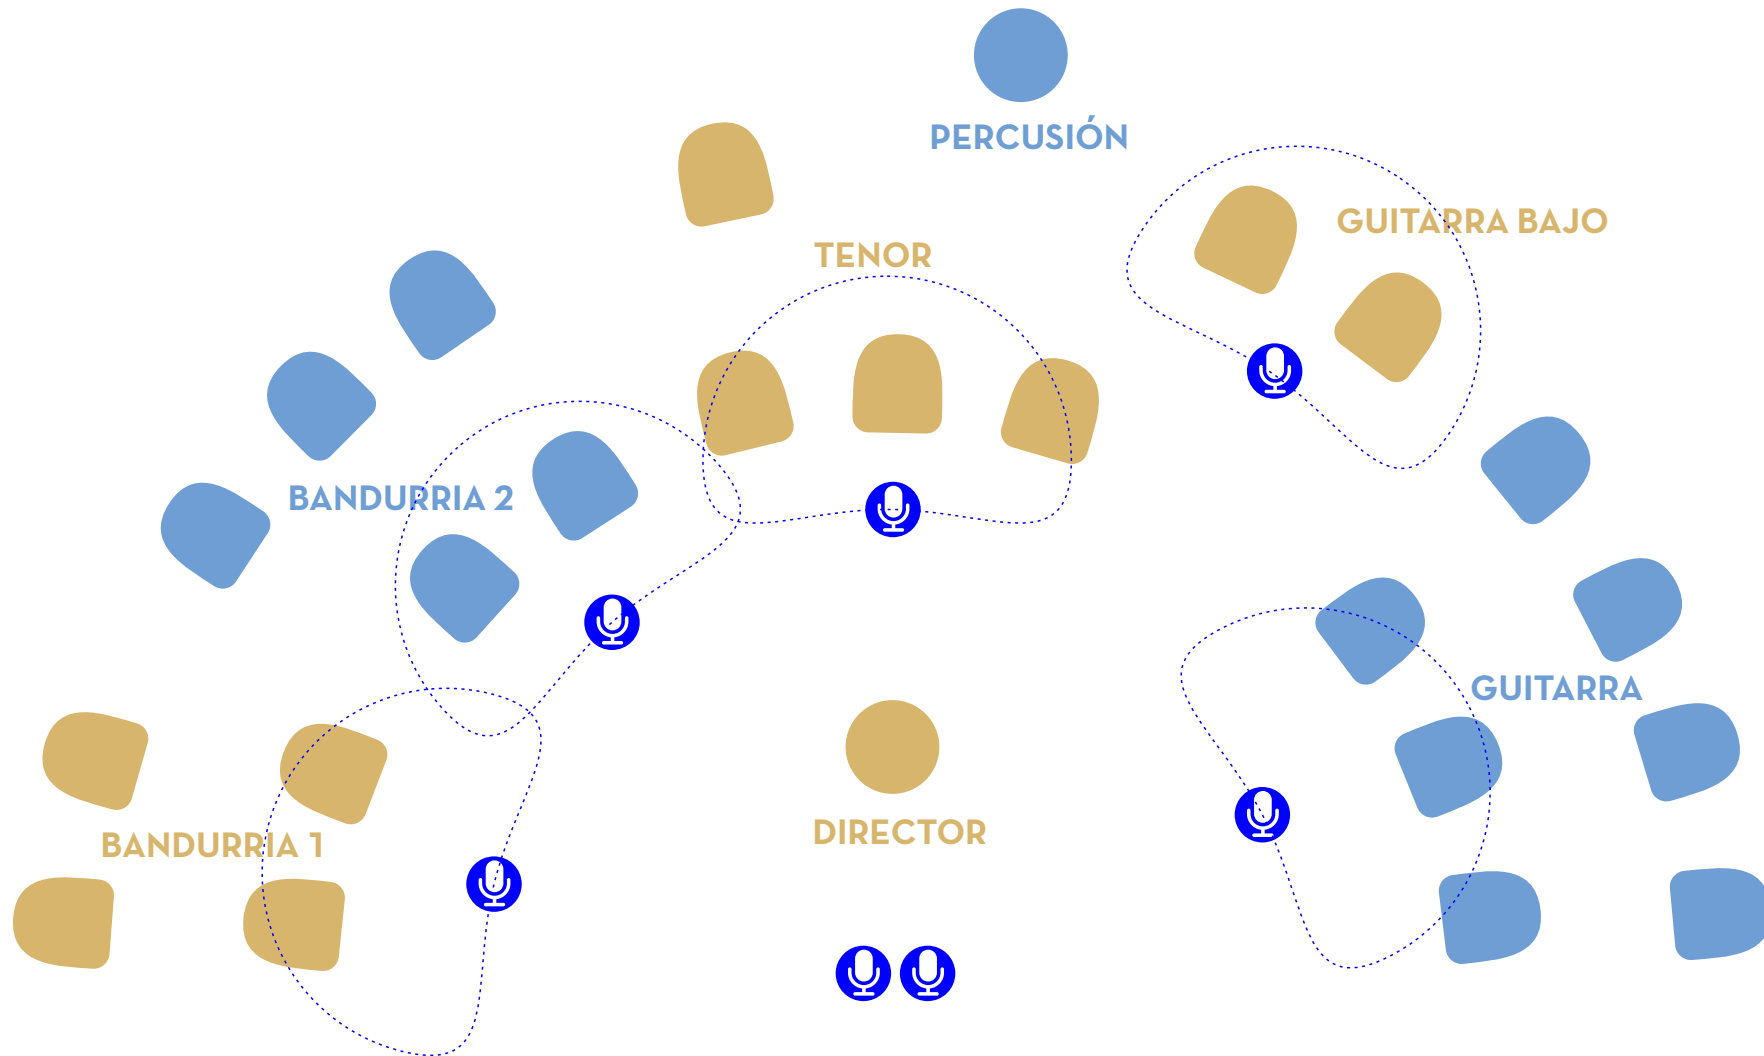 PERCUSIÓN
GUITARRA BAJO
TENOR
BANDURRIA 2
GUITARRA
DIRECTOR
BANDURRIA 1